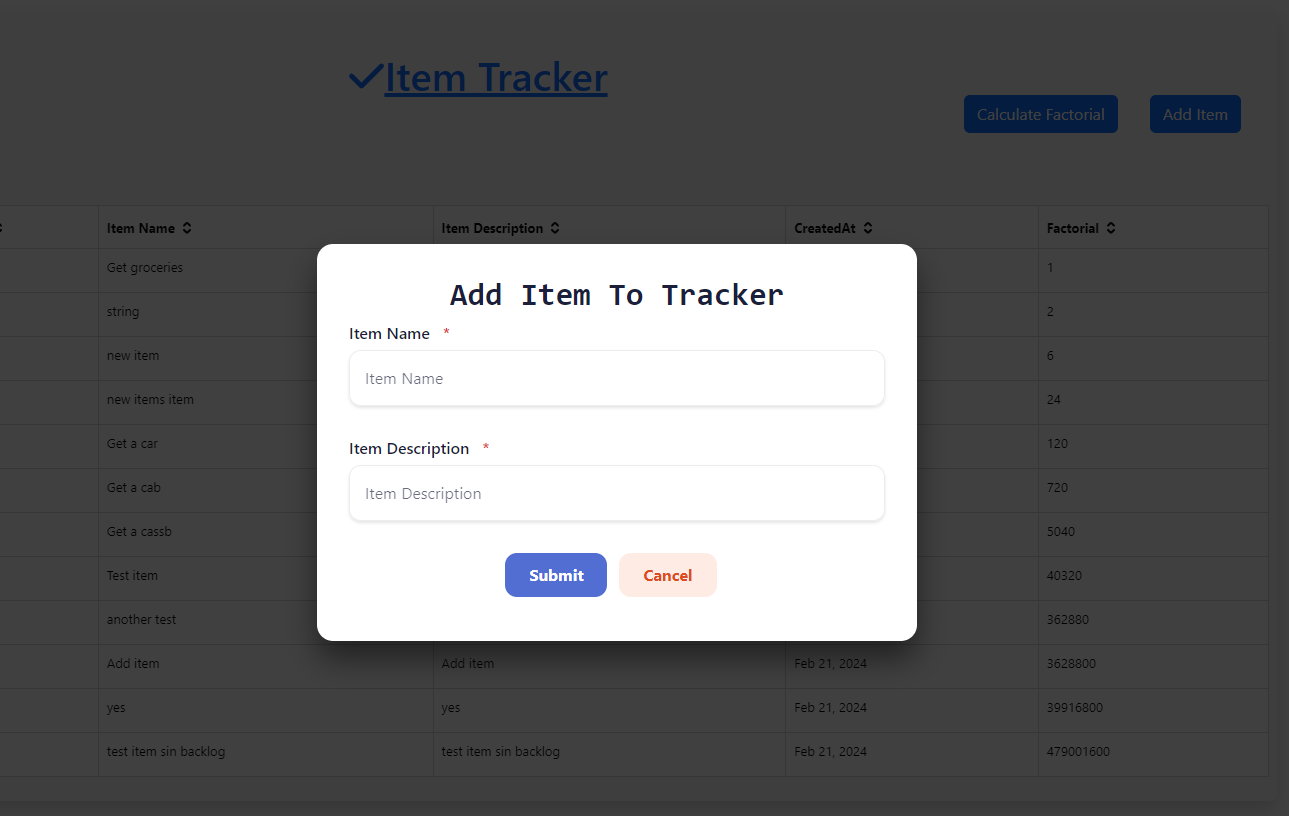 Item Tracker
Calculate Factorial Add Item
Item Name Item Description CreatedAt Factorial
Get groceries 1
string 2
Add Item To Tracker
Item Name *
new item 6
Item Name
new items item 24
Get a car 120
Item Description *
Get a cab 720
Item Description
Get a cassb 5040
Test item 40320
Submit Cancel
another test 362880
Add item Add item Feb 21, 2024 3628800
yes yes Feb 21, 2024 39916800
test item sin backlog test item sin backlog Feb 21, 2024 479001600